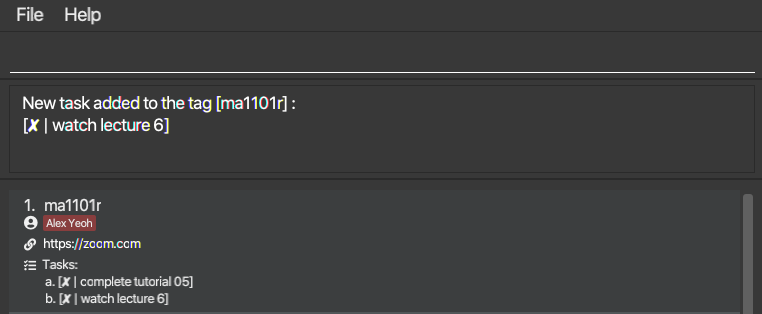 File Help
New task added to the tag [ma1101r] :
[✘ | watch lecture 6]
1. ma1101r
Alex Yeoh
https://zoom.com
Tasks:
a. [✘ | complete tutorial 05]
b. [✘ | watch lecture 6]